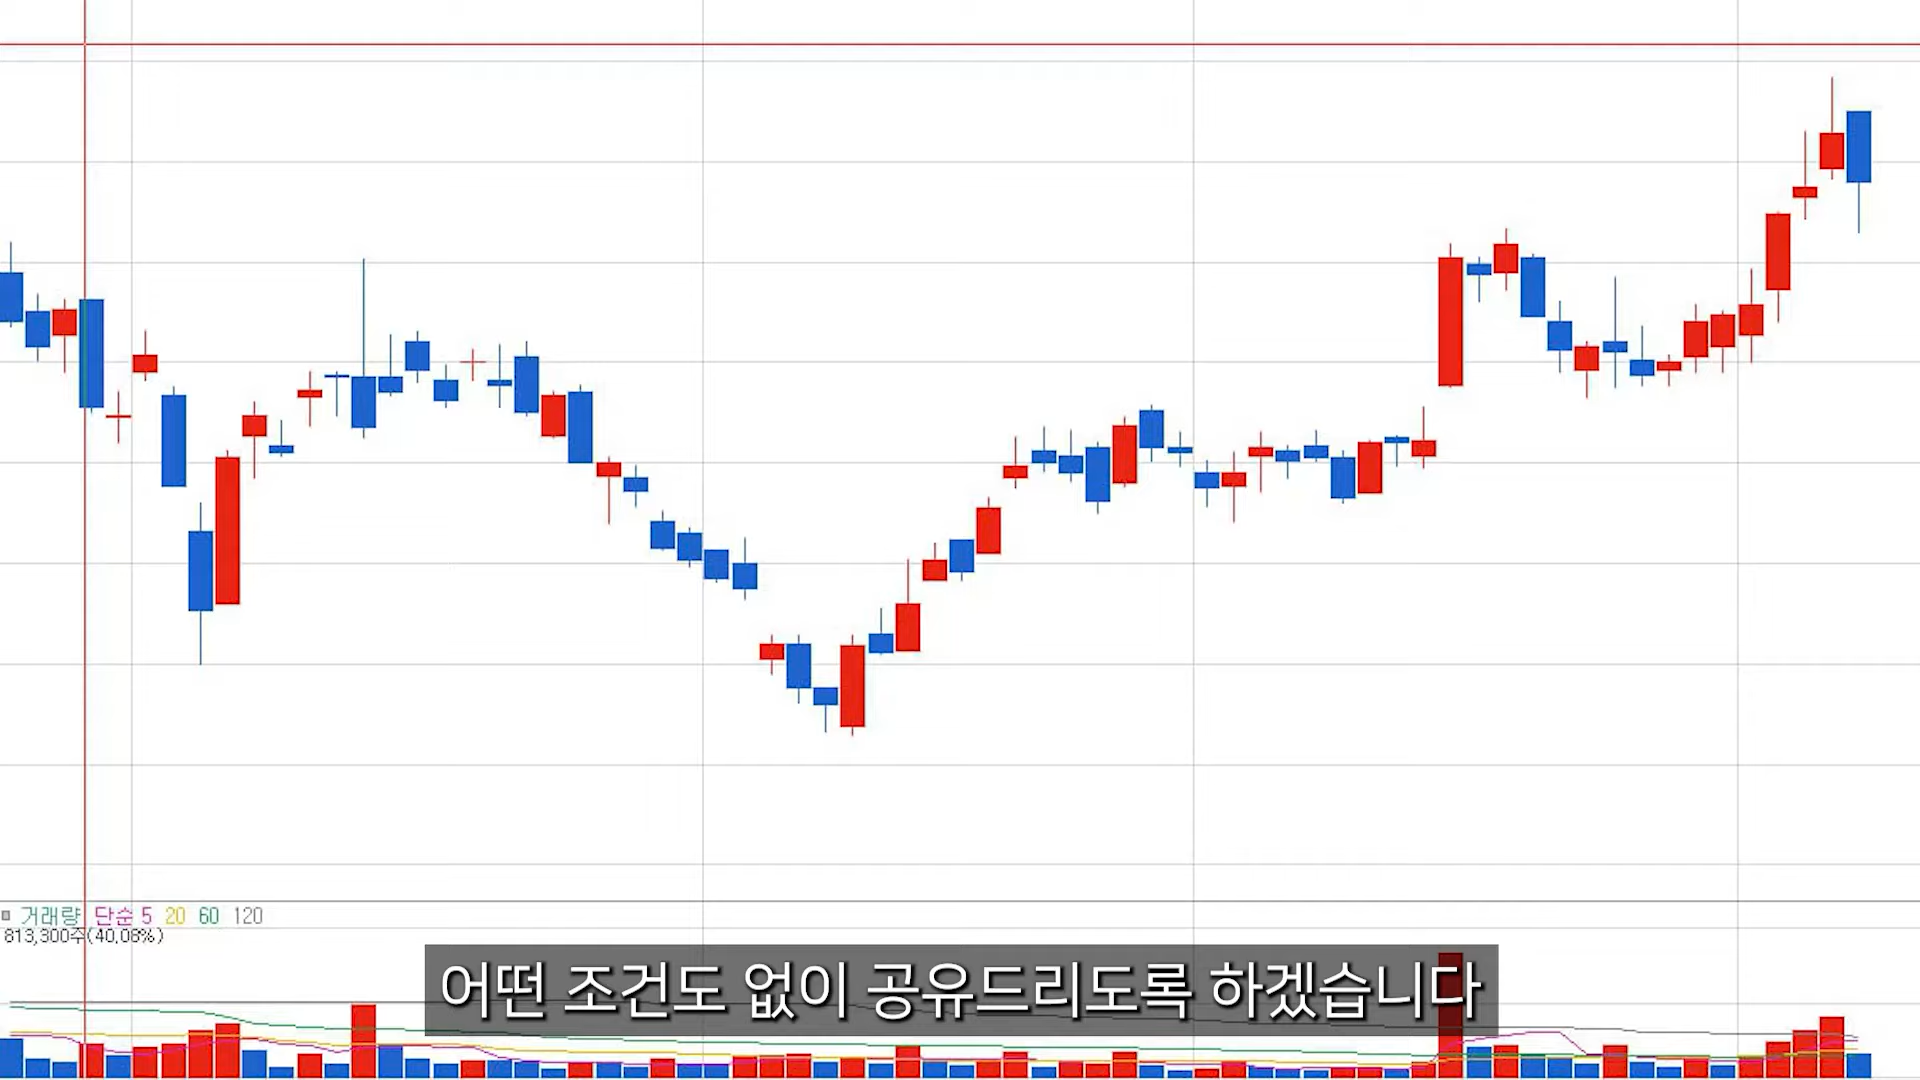 거래량 단순 5 20 60 120
813,300주(40,08%)
어떤 조건도 없이 공유드리도록 하겠습니다